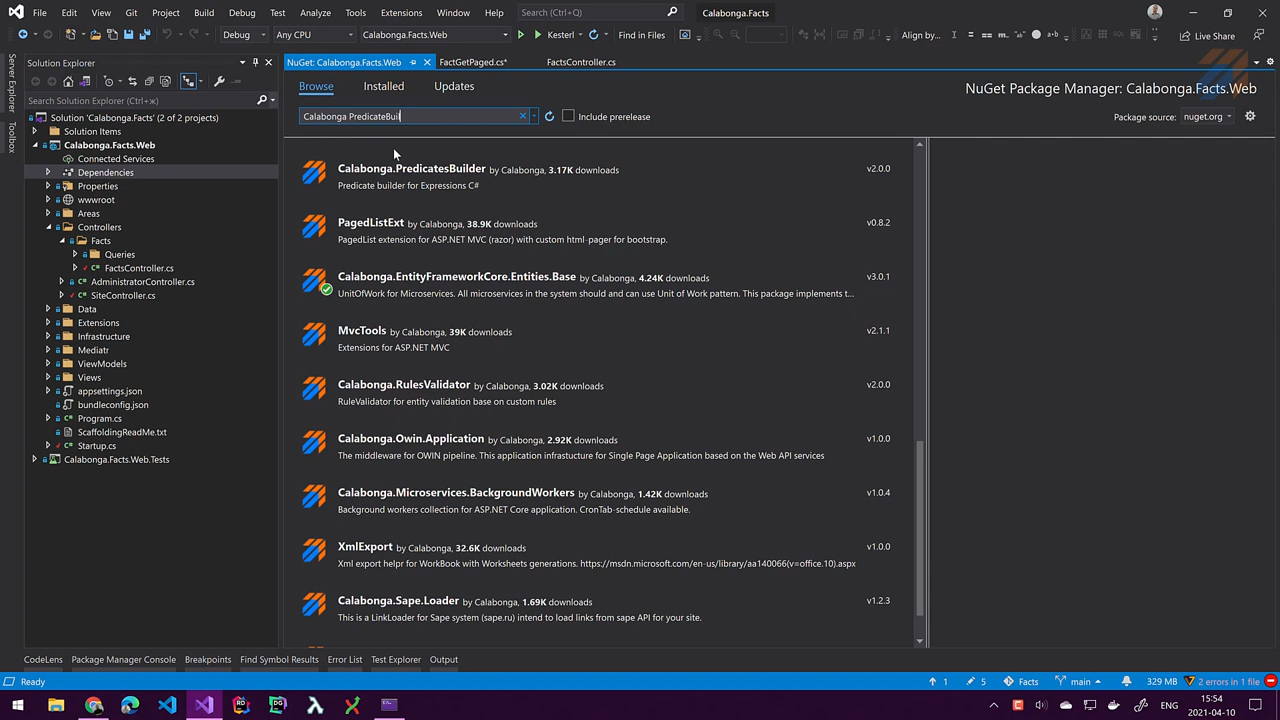 File Edit View Git Project Build Debug Test Analyze Tools Extensions Window Help Search (Ctrl+Ж) Calabonga.Facts
Debug Any CPU Calabonga.Facts.Web Kestrel Find in Files Align by... Live Share
Server Explorer
Toolbox
Solution Explorer
Search Solution Explorer (Ctrl+ж)
Solution 'Calabonga.Facts' (2 of 2 projects)
Solution Items
Calabonga.Facts.Web
Connected Services
Dependencies
Properties
wwwroot
Areas
Controllers
Facts
Queries
FactsController.cs
AdministratorController.cs
SiteController.cs
Data
Extensions
Infrastructure
Mediatr
ViewModels
Views
appsettings.json
bundleconfig.json
Program.cs
ScaffoldingReadMe.txt
Startup.cs
Calabonga.Facts.Web.Tests
NuGet: Calabonga.Facts.Web FactGetPaged.cs* FactsController.cs
Browse Installed Updates NuGet Package Manager: Calabonga.Facts.Web
Calabonga PredicateBuil Include prerelease Package source: nuget.org
Calabonga.PredicatesBuilder by Calabonga, 3.17K downloads v2.0.0
Predicate builder for Expressions C#
PagedListExt by Calabonga, 38.9K downloads v0.8.2
PagedList extension for ASP.NET MVC (razor) with custom html-pager for bootstrap.
Calabonga.EntityFrameworkCore.Entities.Base by Calabonga, 4.24K downloads v3.0.1
UnitOfWork for Microservices. All microservices in the system should and can use Unit of Work pattern. This package implements t...
MvcTools by Calabonga, 39K downloads v2.1.1
Extensions for ASP.NET MVC
Calabonga.RulesValidator by Calabonga, 3.02K downloads v2.0.0
RuleValidator for entity validation base on custom rules
Calabonga.Owin.Application by Calabonga, 2.92K downloads v1.0.0
The middleware for OWIN pipeline. This application infrastucture for Single Page Application based on the Web API services
Calabonga.Microservices.BackgroundWorkers by Calabonga, 1.42K downloads v1.0.4
Background workers collection for ASP.NET Core application. CronTab-schedule available.
XmlExport by Calabonga, 32.6K downloads v1.0.0
Xml export helpr for WorkBook with Worksheets generations. https://msdn.microsoft.com/en-us/library/aa140066(v=office.10).aspx
Calabonga.Sape.Loader by Calabonga, 1.69K downloads v1.2.3
This is a LinkLoader for Sape system (sape.ru) intend to load links from sape API for your site.
CodeLens Package Manager Console Breakpoints Find Symbol Results Error List Test Explorer Output
Ready 1 5 Facts main 329 MB 2 errors in 1 file
ENG 15:54
2021-04-10